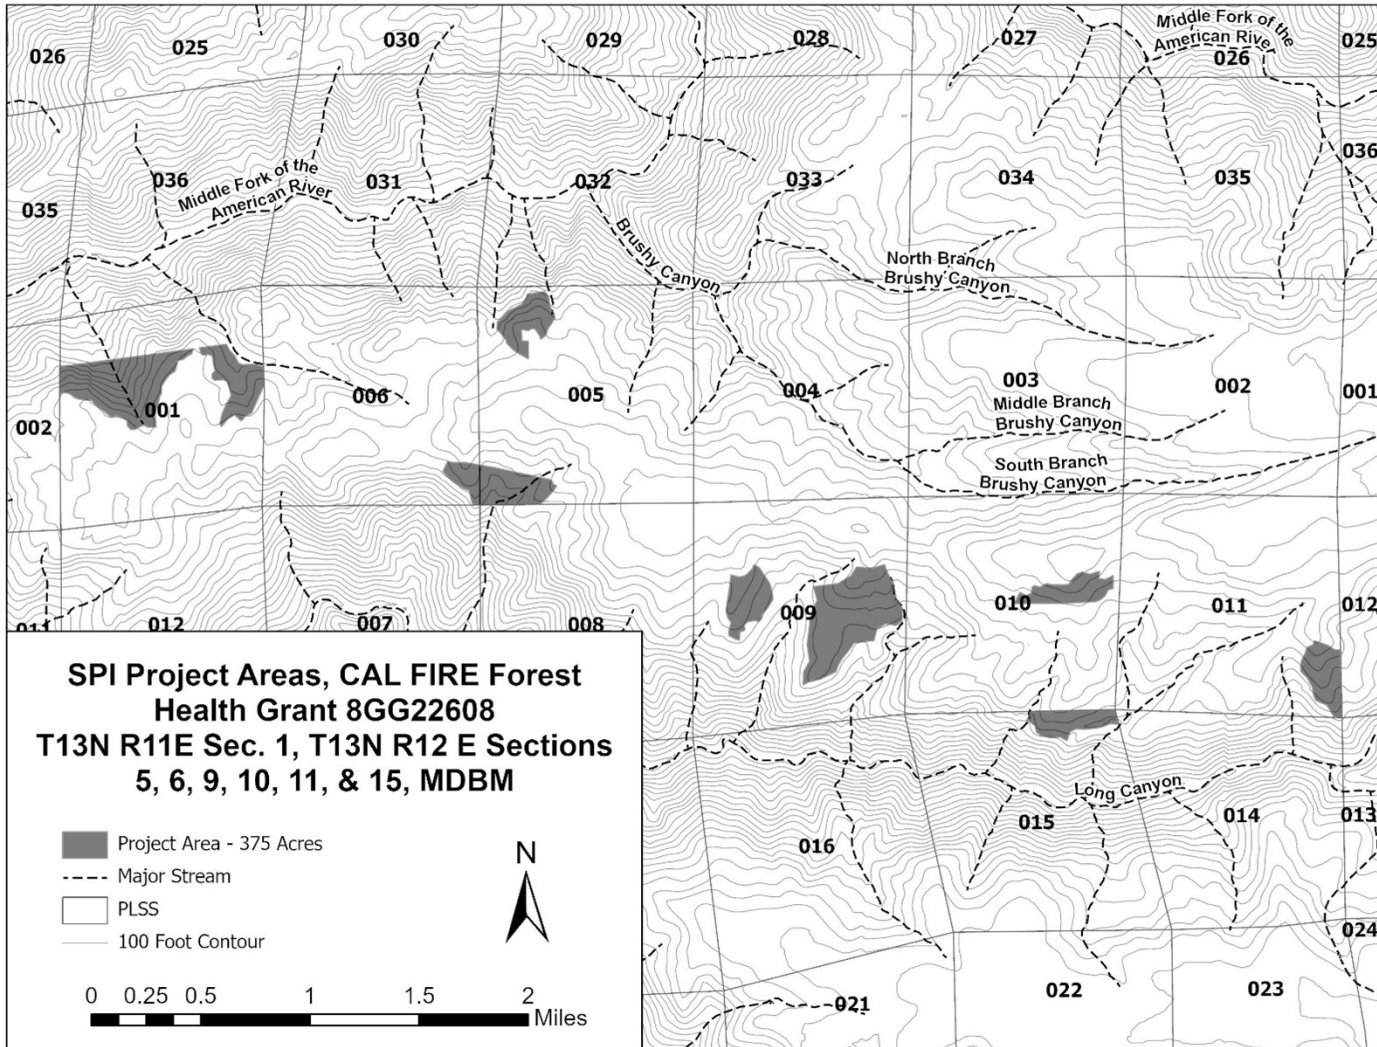 026
025
030
029
028
027
Middle Fork of the
American River
026
025
036
Middle Fork of the
American River
031
032
033
034
035
036
035
Brushy Canyon
North Branch
Brushy Canyon
001
002
006
005
004
003
Middle Branch
Brushy Canyon
002
001
South Branch
Brushy Canyon
011
012
007
008
009
010
011
012
SPI Project Areas, CAL FIRE Forest
Health Grant 8GG22608
T13N R11E Sec. 1, T13N R12 E Sections
5, 6, 9, 10, 11, & 15, MDBM
Project Area - 375 Acres
Major Stream
PLSS
100 Foot Contour
N
0 0.25 0.5 1 1.5 2 Miles
Long Canyon
016
015
014
013
024
021
022
023